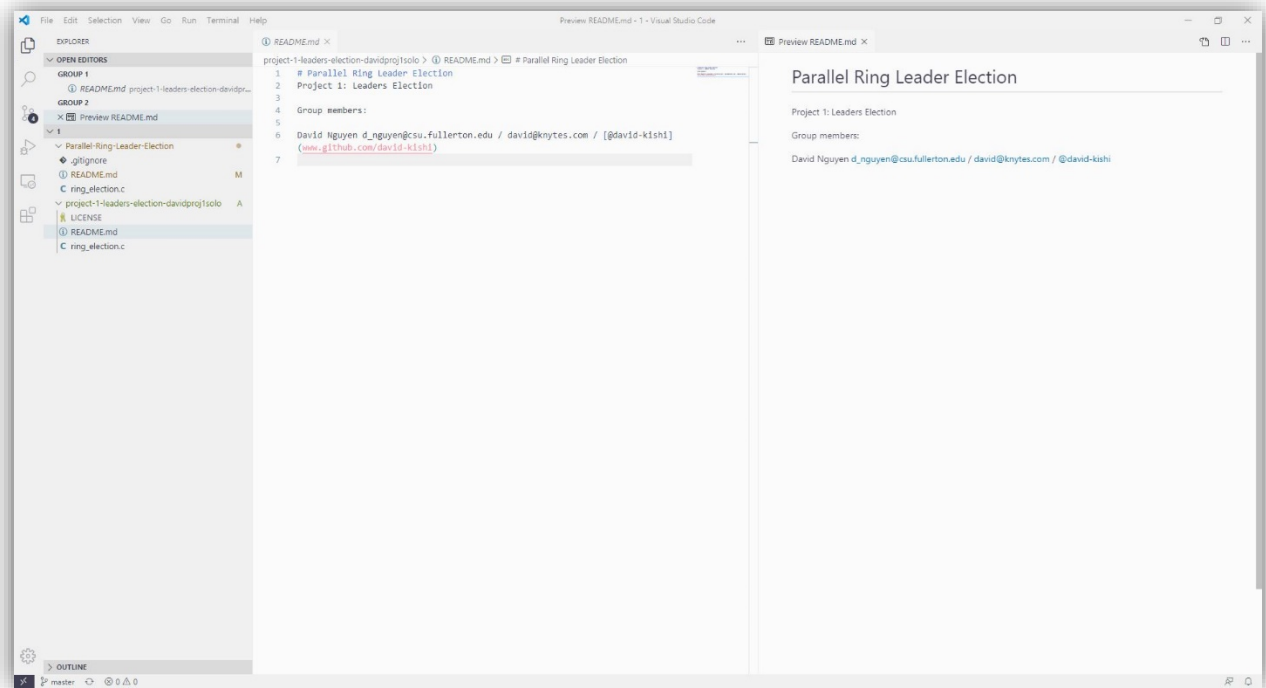 File Edit Selection View Go Run Terminal Help
Preview README.md - 1 - Visual Studio Code
EXPLORER
OPEN EDITORS
GROUP 1
README.md project-1-leaders-election-davidpr...
GROUP 2
Preview README.md
4
1
Parallel-Ring-Leader-Election
.gitignore
README.md M
C ring_election.c
project-1-leaders-election-davidproj1solo A
LICENSE
README.md
C ring_election.c
OUTLINE
README.md
project-1-leaders-election-davidproj1solo > README.md > # Parallel Ring Leader Election
1 # Parallel Ring Leader Election
2 Project 1: Leaders Election
3
4 Group members:
5
6 David Nguyen d_nguyen@csu.fullerton.edu / david@knytes.com / [@david-kishi]
(www.github.com/david-kishi)
7
Preview README.md
Parallel Ring Leader Election
Project 1: Leaders Election
Group members:
David Nguyen d_nguyen@csu.fullerton.edu / david@knytes.com / @david-kishi
master 0 0